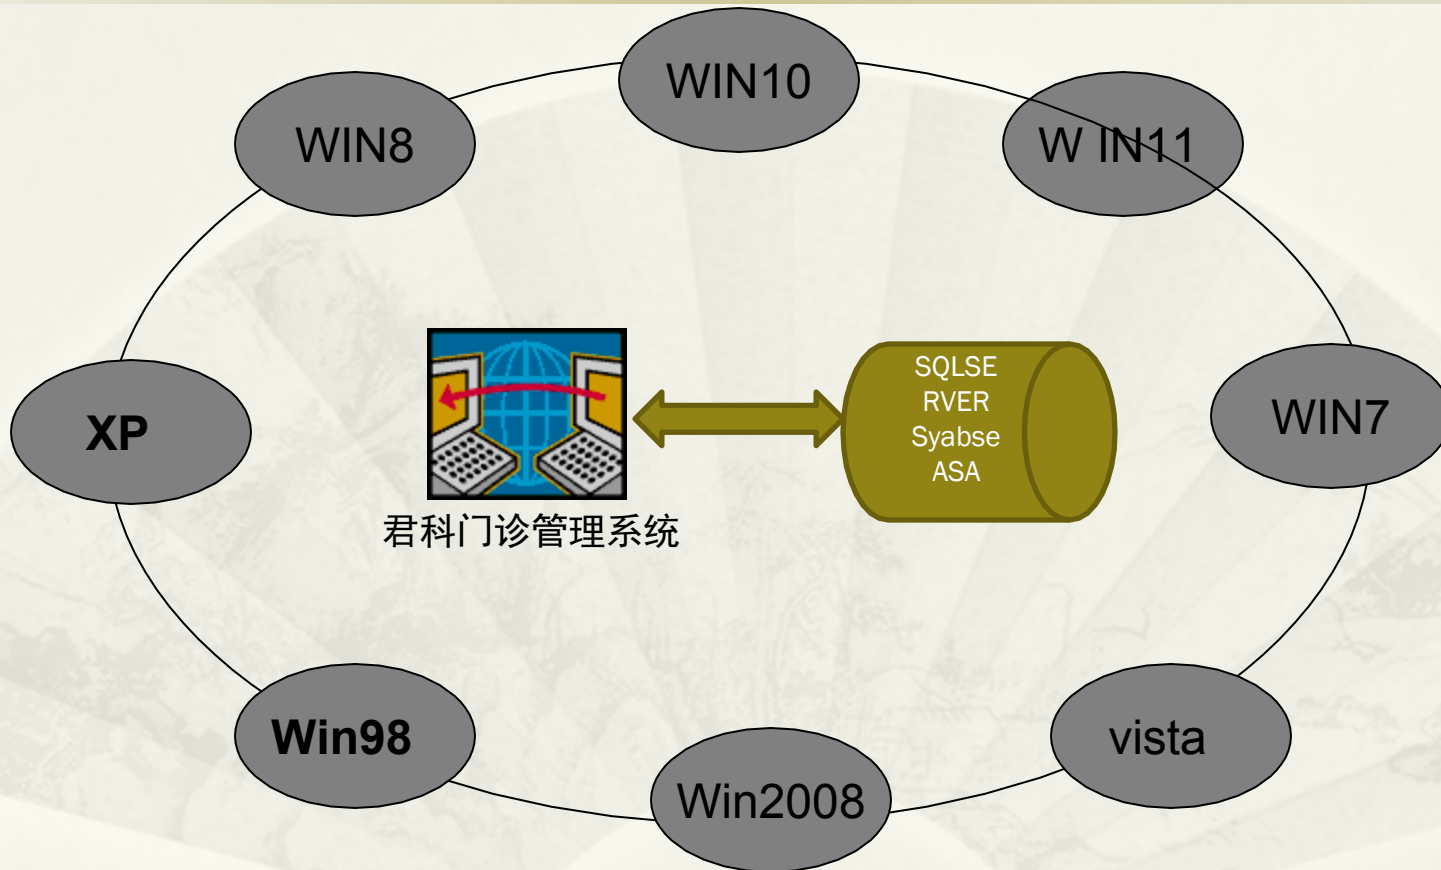 WIN10
WIN8
W IN11
XP
WIN7
SQLSE
RVER
Syabse
ASA
君科门诊管理系统
Win98
vista
Win2008